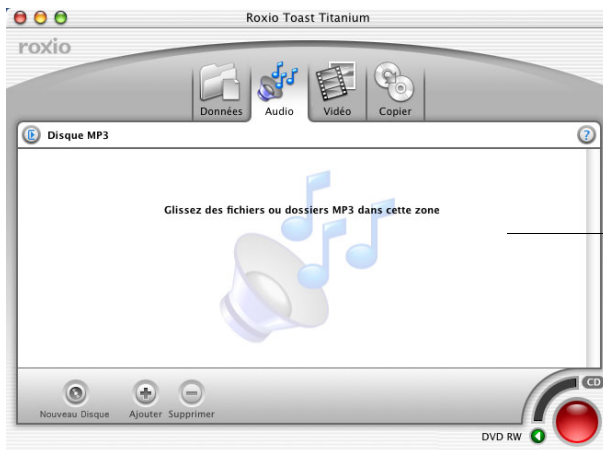 Roxio Toast Titanium
roxio
Données
Audio
Vidéo
Copier
Disque MP3
?
Glissez des fichiers ou dossiers MP3 dans cette zone
Nouveau Disque
Ajouter
Supprimer
CD
DVD RW